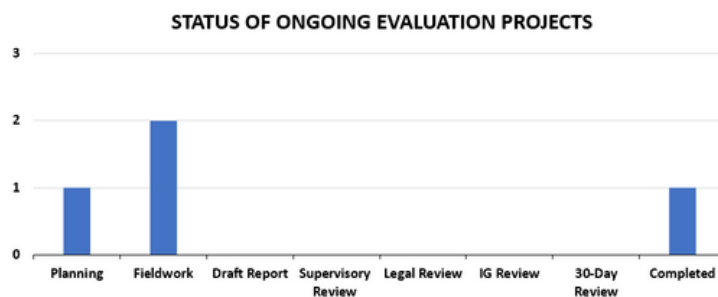 STATUS OF ONGOING EVALUATION PROJECTS
3
2
1
0
Planning Fieldwork Draft Report Supervisory Legal Review IG Review 30-Day Completed
Review Review